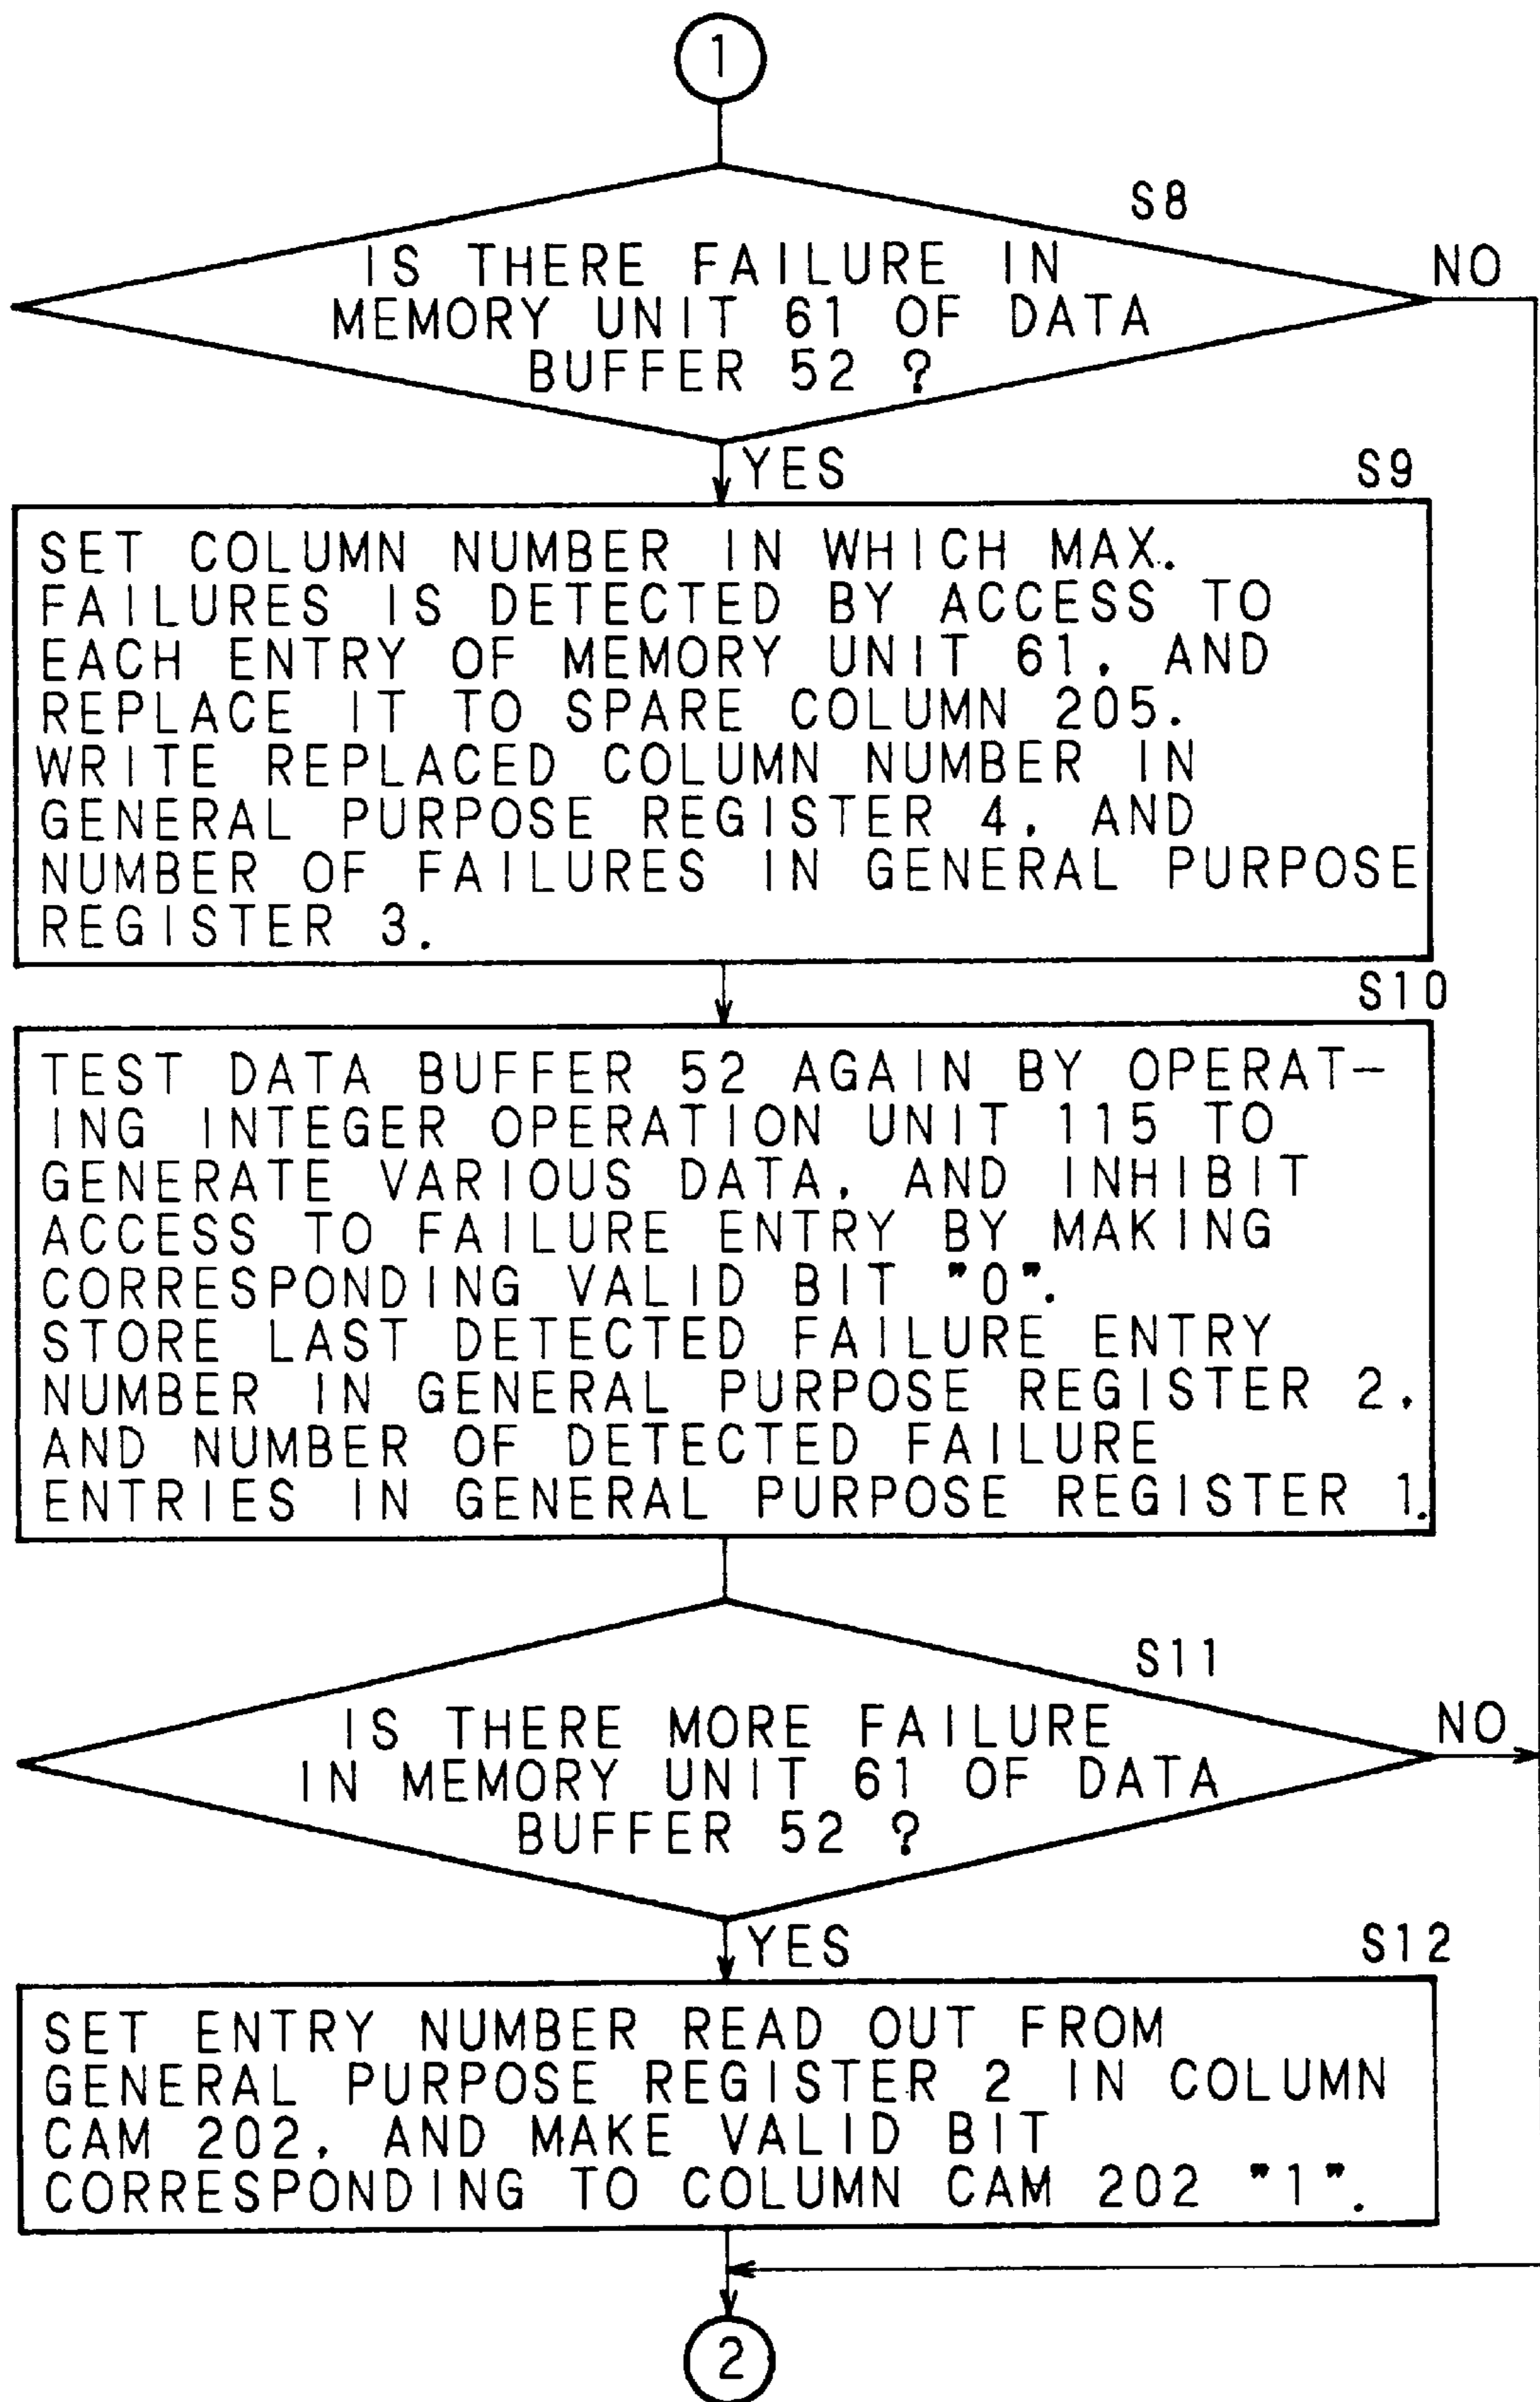 1
S8
IS THERE FAILURE IN
MEMORY UNIT 61 OF DATA
BUFFER 52 ?
NO
YES
S9
SET COLUMN NUMBER IN WHICH MAX.
FAILURES IS DETECTED BY ACCESS TO
EACH ENTRY OF MEMORY UNIT 61, AND
REPLACE IT TO SPARE COLUMN 205.
WRITE REPLACED COLUMN NUMBER IN
GENERAL PURPOSE REGISTER 4, AND
NUMBER OF FAILURES IN GENERAL PURPOSE
REGISTER 3.
S10
TEST DATA BUFFER 52 AGAIN BY OPERAT-
ING INTEGER OPERATION UNIT 115 TO
GENERATE VARIOUS DATA, AND INHIBIT
ACCESS TO FAILURE ENTRY BY MAKING
CORRESPONDING VALID BIT "0".
STORE LAST DETECTED FAILURE ENTRY
NUMBER IN GENERAL PURPOSE REGISTER 2,
AND NUMBER OF DETECTED FAILURE
ENTRIES IN GENERAL PURPOSE REGISTER 1.
S11
IS THERE MORE FAILURE
IN MEMORY UNIT 61 OF DATA
BUFFER 52 ?
NO
YES
S12
SET ENTRY NUMBER READ OUT FROM
GENERAL PURPOSE REGISTER 2 IN COLUMN
CAM 202, AND MAKE VALID BIT
CORRESPONDING TO COLUMN CAM 202 "1".
2